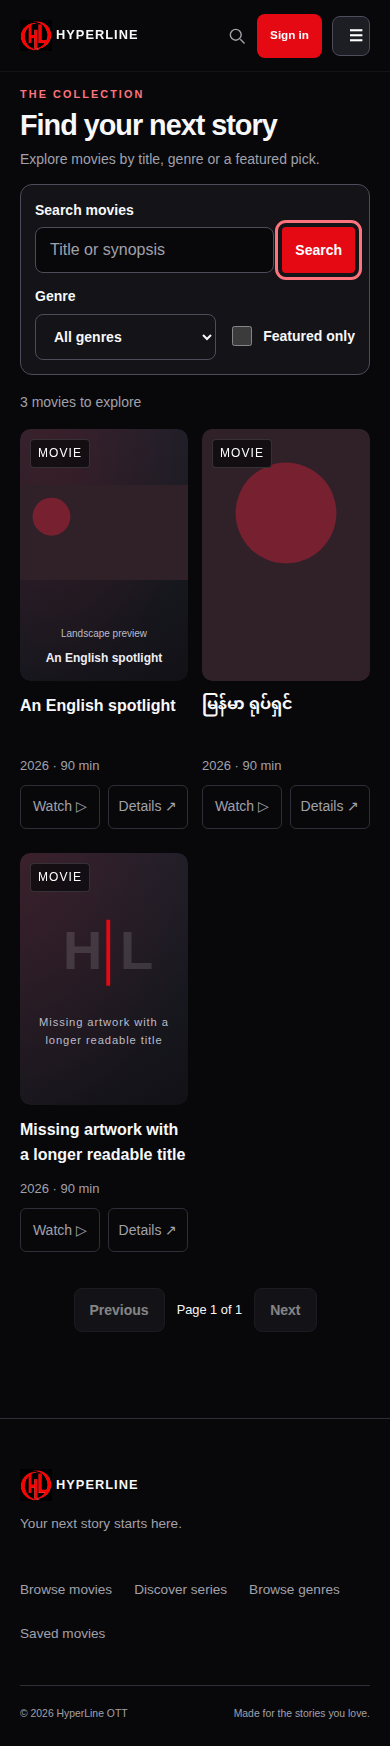 HYPERLINE
Sign in
☰
THE COLLECTION
Find your next story
Explore movies by title, genre or a featured pick.
Search movies
Title or synopsis
Search
Genre
All genres
Featured only
3 movies to explore
MOVIE
Landscape preview
An English spotlight
An English spotlight
2026 · 90 min
Watch ▷
Details ↗
MOVIE
မြန်မာ ရုပ်ရှင်
2026 · 90 min
Watch ▷
Details ↗
MOVIE
H|L
Missing artwork with a
longer readable title
Missing artwork with
a longer readable title
2026 · 90 min
Watch ▷
Details ↗
Previous
Page 1 of 1
Next
HYPERLINE
Your next story starts here.
Browse movies
Discover series
Browse genres
Saved movies
© 2026 HyperLine OTT
Made for the stories you love.